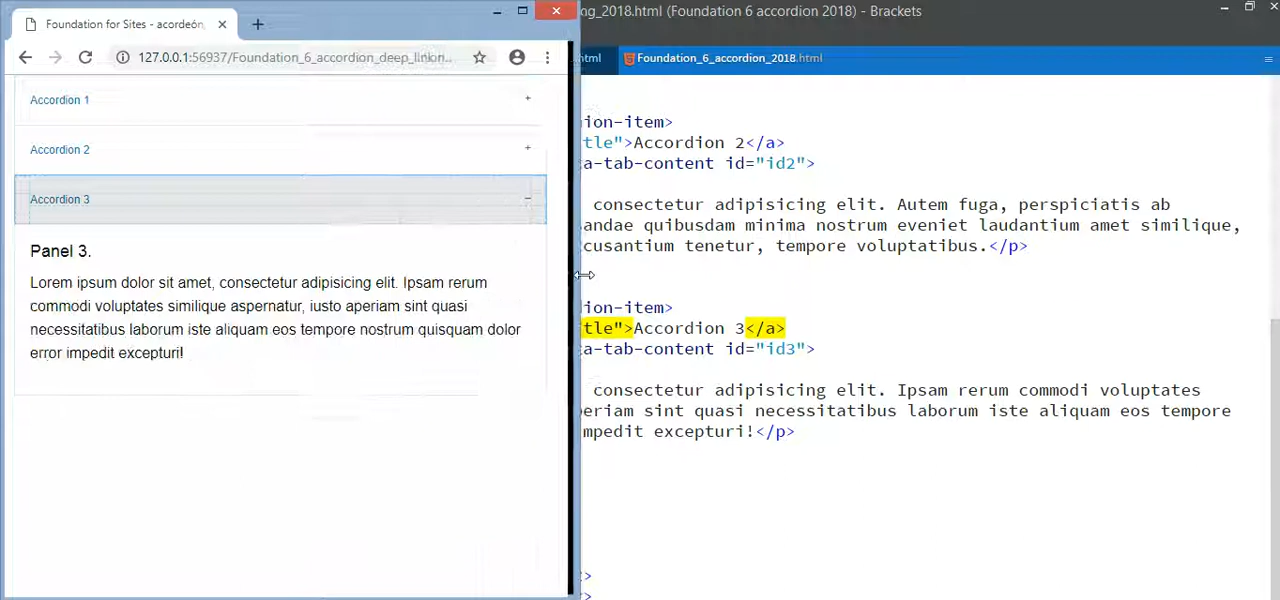 Foundation for Sites - acordeón,
127.0.0.1:56937/Foundation_6_accordion_deep_linkin...
Accordion 1
Accordion 2
Accordion 3
Panel 3.
Lorem ipsum dolor sit amet, consectetur adipisicing elit. Ipsam rerum
commodi voluptates similique aspernatur, iusto aperiam sint quasi
necessitatibus laborum iste aliquam eos tempore nostrum quisquam dolor
error impedit excepturi!
ng_2018.html (Foundation 6 accordion 2018) - Brackets
.html
Foundation_6_accordion_2018.html
ion-item>
tle">Accordion 2</a>
a-tab-content id="id2">
consectetur adipisicing elit. Autem fuga, perspiciatis ab
andae quibusdam minima nostrum eveniet laudantium amet similique,
cusantium tenetur, tempore voluptatibus.</p>
ion-item>
tle">Accordion 3</a>
a-tab-content id="id3">
consectetur adipisicing elit. Ipsam rerum commodi voluptates
periam sint quasi necessitatibus laborum iste aliquam eos tempore
impedit excepturi!</p>
>
>